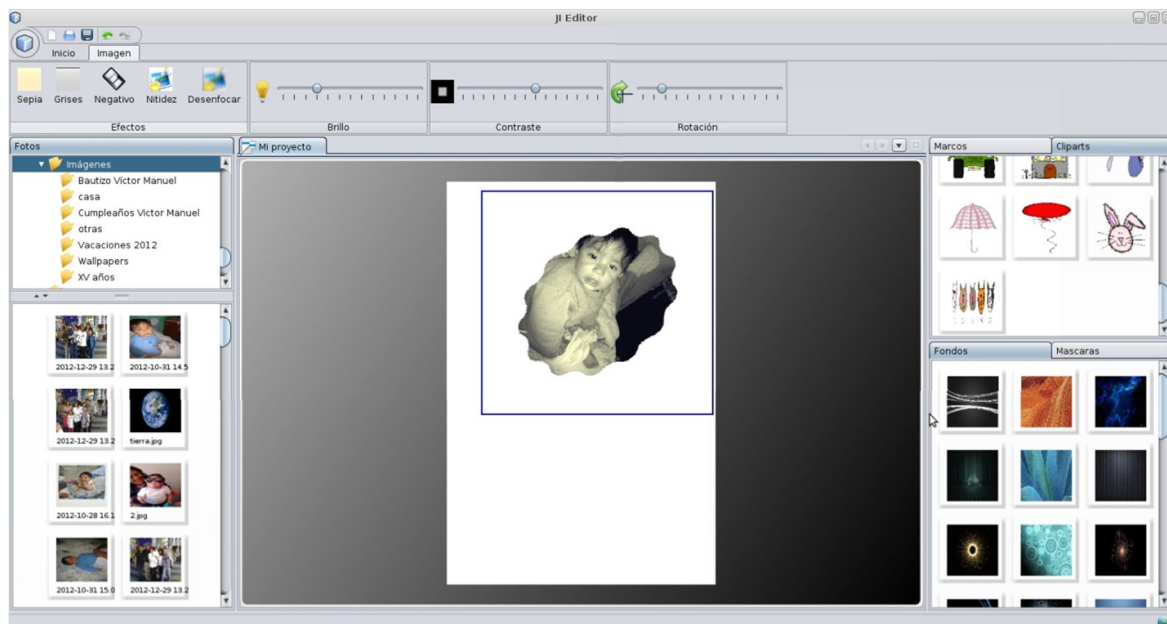 JI Editor
Inicio
Imagen
Sepia
Grises
Negativo
Nitidez
Desenfocar
Efectos
Brillo
Contraste
Rotación
Fotos
Imágenes
Bautizo Víctor Manuel
casa
Cumpleaños Victor Manuel
otras
Vacaciones 2012
Wallpapers
XV años
2012-12-29 13.2
2012-10-31 14.5
2012-12-29 13.2
tierra.jpg
2012-10-28 16.1
2.jpg
2012-10-31 15.0
2012-12-29 13.2
Mi proyecto
Marcos
Cliparts
Fondos
Mascaras